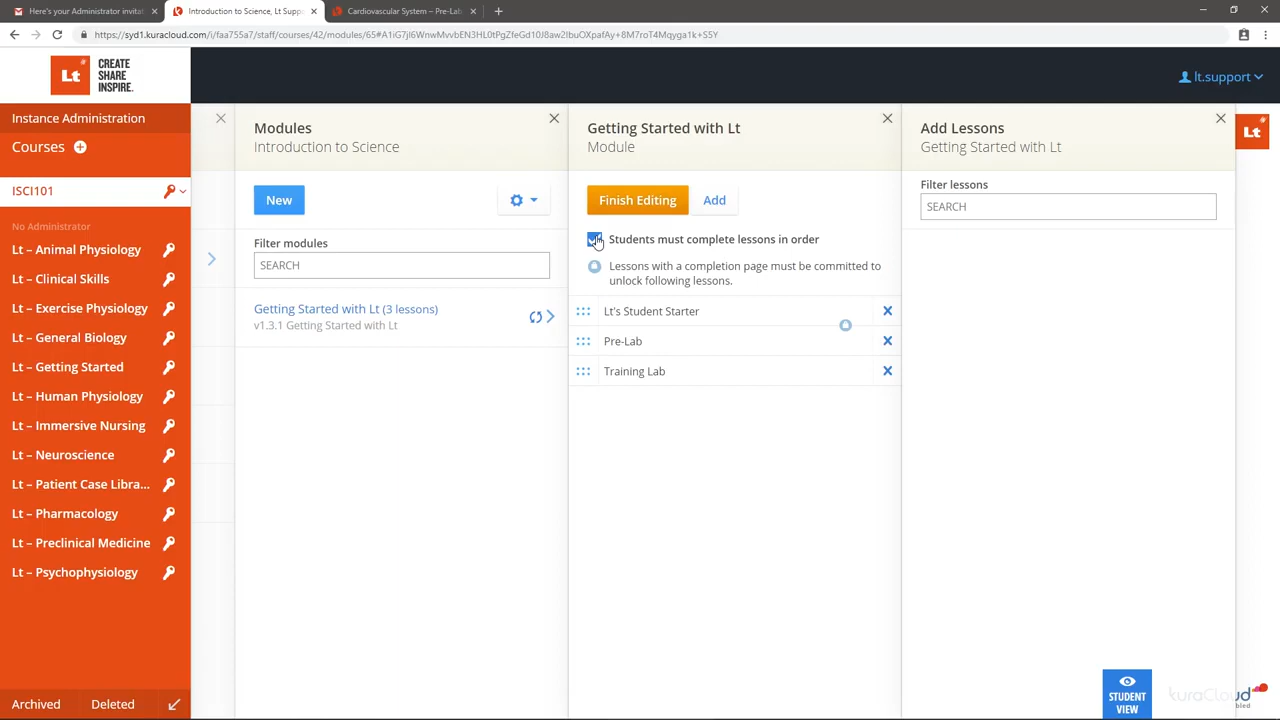 Here's your Administrator invitat
Introduction to Science, Lt Suppo
Cardiovascular System – Pre-Lab
https://syd1.kuracloud.com/i/faa755a7/staff/courses/42/modules/65#A1iG7jI6WnwMvvbEN3HL0tPgZfeGd10J8aw2IbuOXpafAy+8M7roT4Mqyga1k+S5Y
Lt
CREATE
SHARE
INSPIRE.
lt.support
Instance Administration
Courses
ISCI101
No Administrator
Lt – Animal Physiology
Lt – Clinical Skills
Lt – Exercise Physiology
Lt – General Biology
Lt – Getting Started
Lt – Human Physiology
Lt – Immersive Nursing
Lt – Neuroscience
Lt – Patient Case Libra...
Lt – Pharmacology
Lt – Preclinical Medicine
Lt – Psychophysiology
Archived
Deleted
Modules
Introduction to Science
New
Filter modules
SEARCH
Getting Started with Lt (3 lessons)
v1.3.1 Getting Started with Lt
Getting Started with Lt
Module
Finish Editing
Add
Students must complete lessons in order
Lessons with a completion page must be committed to
unlock following lessons.
Lt's Student Starter
Pre-Lab
Training Lab
Add Lessons
Getting Started with Lt
Filter lessons
SEARCH
Lt
STUDENT
VIEW
kuraCloud